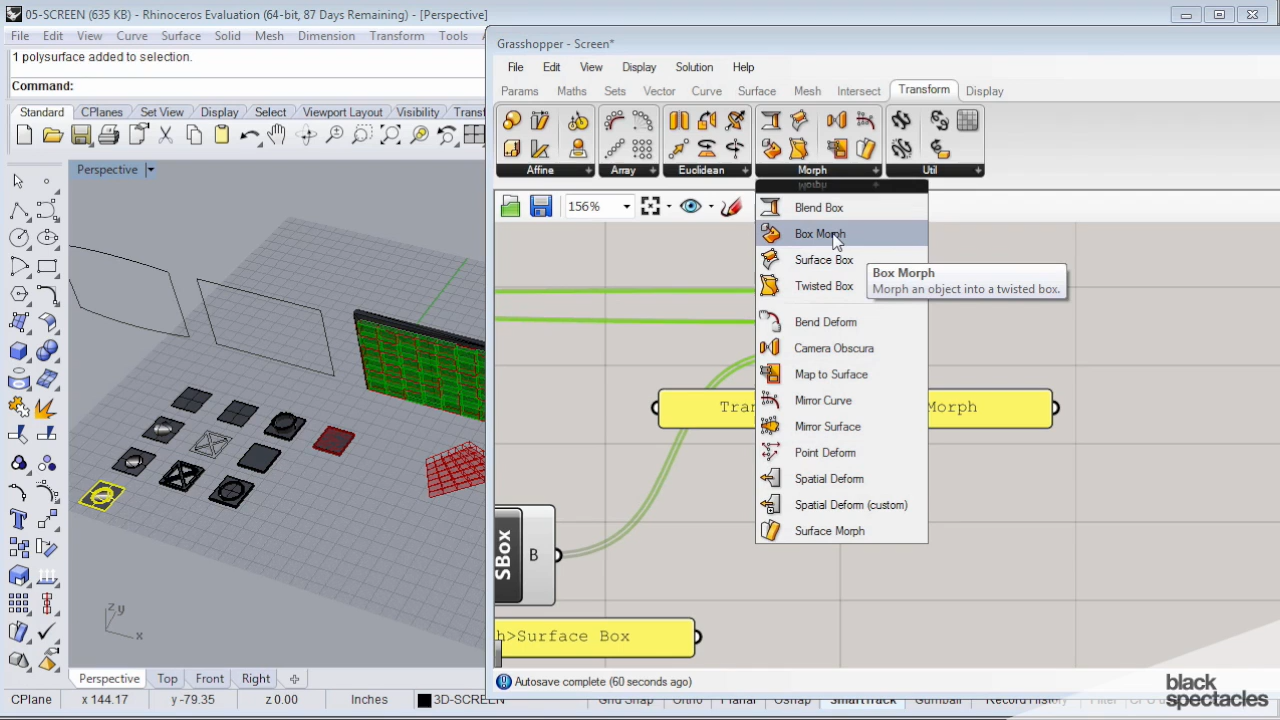 05-SCREEN (635 KB) - Rhinoceros Evaluation (64-bit, 87 Days Remaining) - [Perspective]
File Edit View Curve Surface Solid Mesh Dimension Transform Tools
1 polysurface added to selection.
Command:
Standard CPlanes Set View Display Select Viewport Layout Visibility Transf
Perspective
z y
x
Perspective Top Front Right
CPlane x 144.17 y -79.35 z 0.00 Inches 3D-SCREEN Grid Snap Ortho Planar Osnap SmartTrack Gumball Record History Filter
Grasshopper - Screen*
File Edit View Display Solution Help
Params Maths Sets Vector Curve Surface Mesh Intersect Transform Display
Affine Array Euclidean Morph Util
156%
Morph
Blend Box
Box Morph
Surface Box
Twisted Box
Bend Deform
Camera Obscura
Map to Surface
Mirror Curve
Mirror Surface
Point Deform
Spatial Deform
Spatial Deform (custom)
Surface Morph
Box Morph
Morph an object into a twisted box.
Tran
Morph
SBox B
h>Surface Box
Autosave complete (60 seconds ago)
black
spectacles